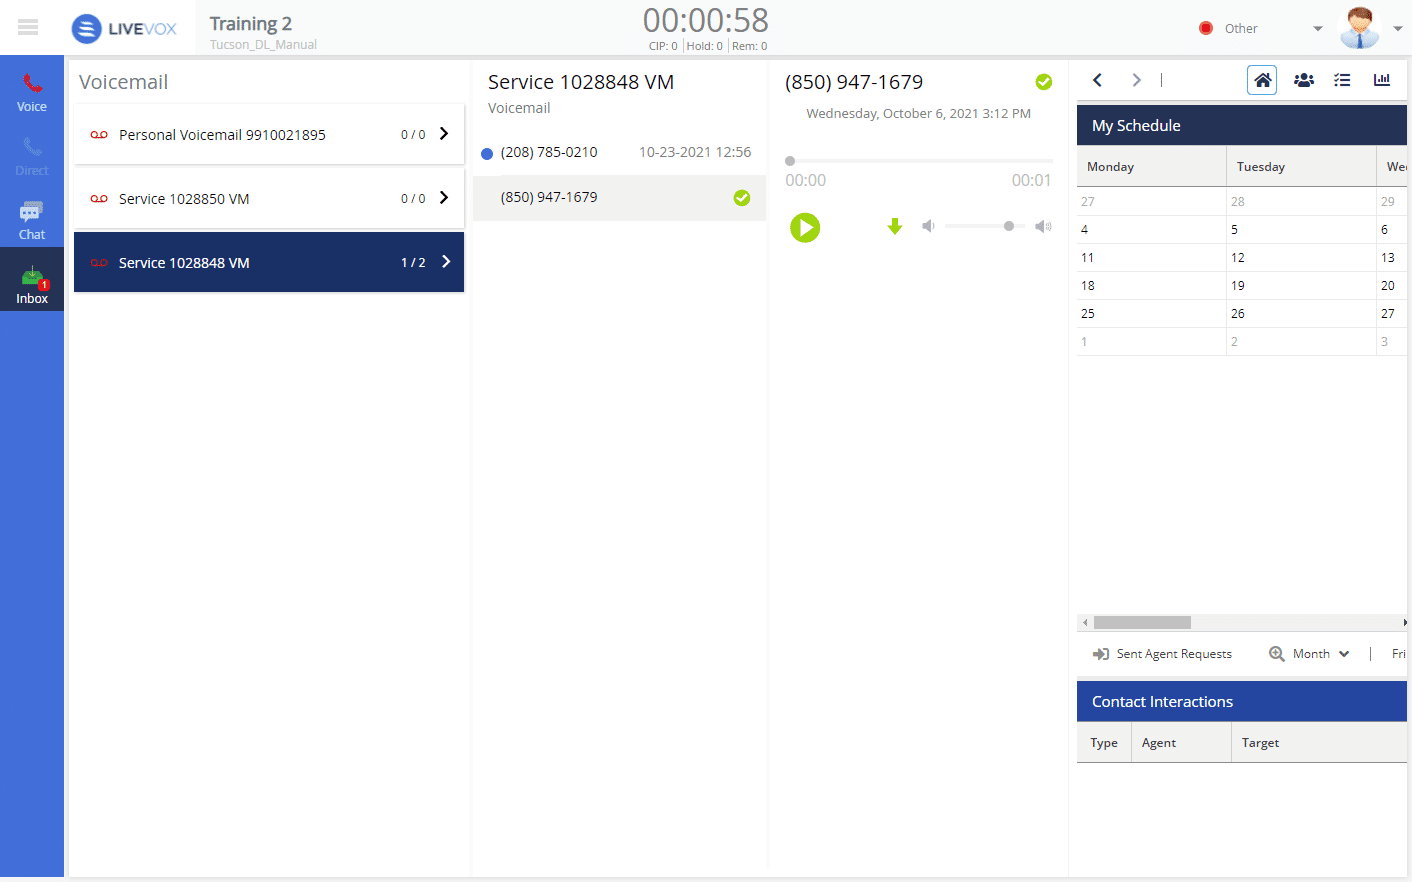 LIVEVOX
Training 2
Tucson_DL_Manual
00:00:58
CIP: 0 | Hold: 0 | Rem: 0
Other
Voice
Direct
Chat
1
Inbox
Voicemail
Personal Voicemail 9910021895 0 / 0
Service 1028850 VM 0 / 0
Service 1028848 VM 1 / 2
Service 1028848 VM
Voicemail
(208) 785-0210 10-23-2021 12:56
(850) 947-1679
(850) 947-1679
Wednesday, October 6, 2021 3:12 PM
00:00 00:01
My Schedule
Monday Tuesday We
27 28 29
4 5 6
11 12 13
18 19 20
25 26 27
1 2 3
Sent Agent Requests Month | Fri
Contact Interactions
Type Agent Target